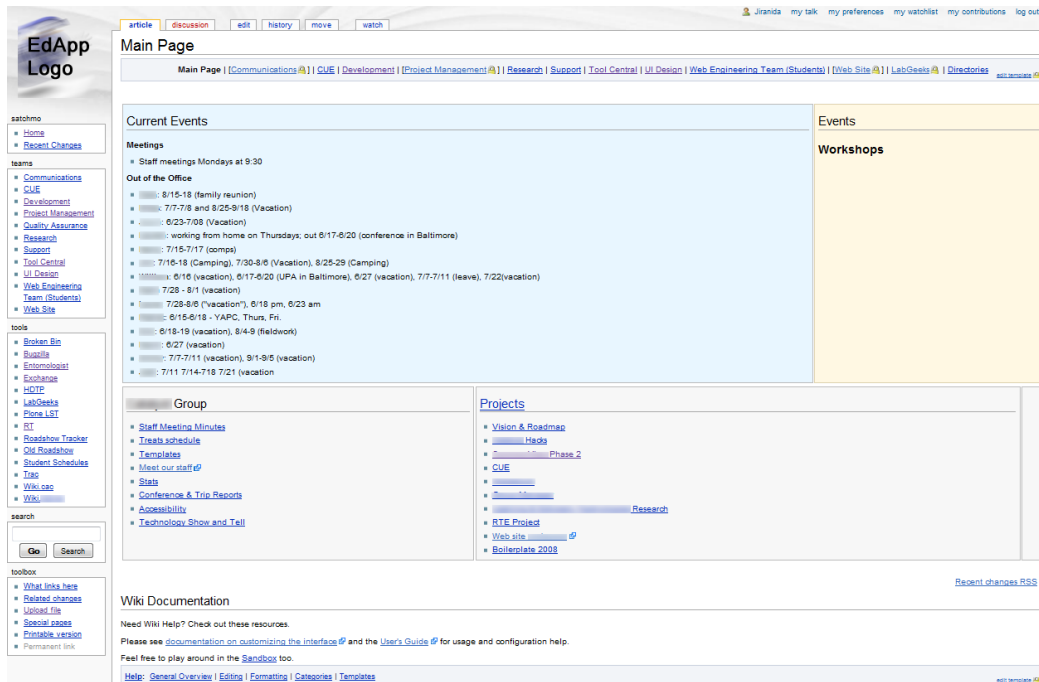 Jiranda my talk my preferences my watchlist my contributions log out
article discussion edit history move watch
EdApp
Logo
Main Page
Main Page | [Communications] | CUE | Development | [Project Management] | Research | Support | Tool Central | UI Design | Web Engineering Team (Students) | [Web Site] | LabGeeks | Directories
edit template
satchmo
Home
Recent Changes
teams
Communications
CUE
Development
Project Management
Quality Assurance
Research
Support
Tool Central
UI Design
Web Engineering
Team (Students)
Web Site
tools
Broken Bin
Bugzilla
Entomologist
Exchange
HDTP
LabGeeks
Plone LST
RT
Roadshow Tracker
Old Roadshow
Student Schedules
Trac
Wiki.cac
Wiki.
search
Go Search
toolbox
What links here
Related changes
Upload file
Special pages
Printable version
Permanent link
Current Events
Meetings
Staff meetings Mondays at 9:30
Out of the Office
: 8/15-18 (family reunion)
: 7/7-7/8 and 8/25-9/18 (Vacation)
: 6/23-7/08 (Vacation)
: working from home on Thursdays; out 6/17-6/20 (conference in Baltimore)
: 7/15-7/17 (comps)
: 7/16-18 (Camping), 7/30-8/6 (Vacation), 8/25-29 (Camping)
: 6/16 (vacation), 6/17-6/20 (UPA in Baltimore), 6/27 (vacation), 7/7-7/11 (leave), 7/22(vacation)
7/28 - 8/1 (vacation)
7/28-8/6 ("vacation"), 6/18 pm, 6/23 am
: 6/15-6/18 - YAPC, Thurs, Fri.
: 6/18-19 (vacation), 8/4-9 (fieldwork)
: 6/27 (vacation)
: 7/7-7/11 (vacation), 9/1-9/5 (vacation)
: 7/11 7/14-718 7/21 (vacation
Events
Workshops
Group
Staff Meeting Minutes
Treats schedule
Templates
Meet our staff
Stats
Conference & Trip Reports
Accessibility
Technology Show and Tell
Projects
Vision & Roadmap
Hacks
Phase 2
CUE
Research
RTE Project
Web site
Boilerplate 2008
Recent changes RSS
Wiki Documentation
Need Wiki Help? Check out these resources.
Please see documentation on customizing the interface and the User's Guide for usage and configuration help.
Feel free to play around in the Sandbox too.
Help: General Overview | Editing | Formatting | Categories | Templates
edit template